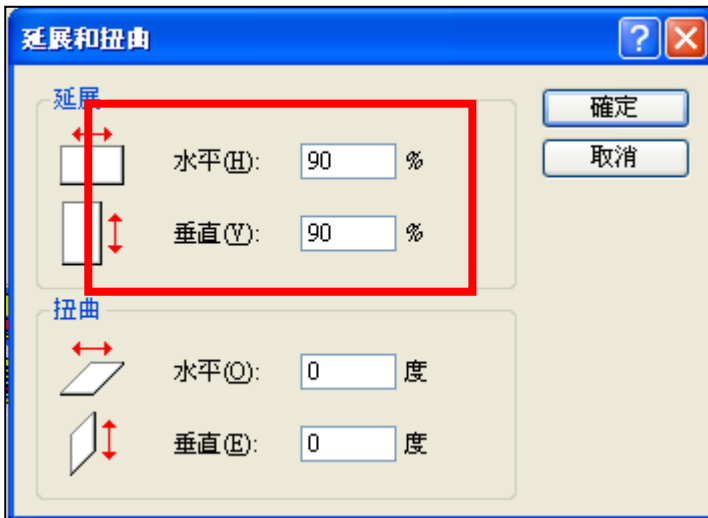 延展和扭曲
延展
水平(H): 90 %
垂直(V): 90 %
確定
取消
扭曲
水平(O): 0 度
垂直(E): 0 度